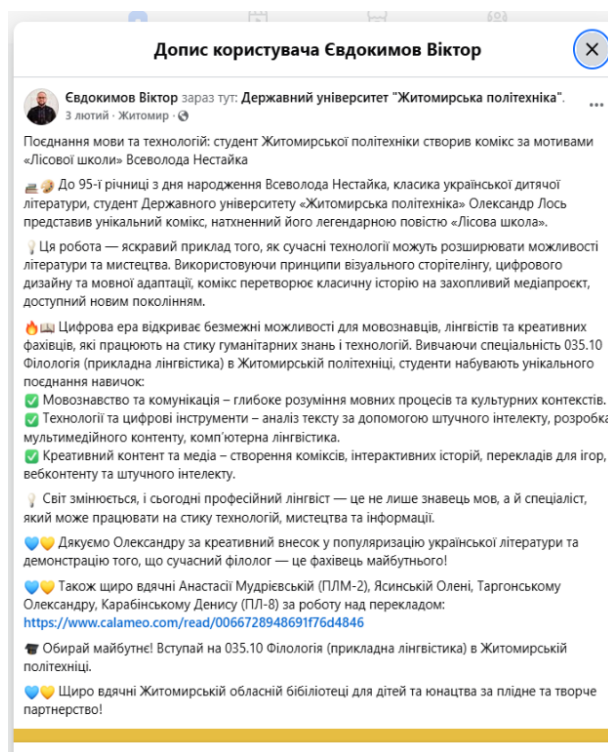 Допис користувача Євдокимов Віктор
Євдокимов Віктор зараз тут: Державний університет "Житомирська політехніка".
3 лютий · Житомир ·
Поєднання мови та технологій: студент Житомирської політехніки створив комікс за мотивами
«Лісової школи» Всеволода Нестайка
До 95-ї річниці з дня народження Всеволода Нестайка, класика української дитячої
літератури, студент Державного університету «Житомирська політехніка» Олександр Лось
представив унікальний комікс, натхненний його легендарною повістю «Лісова школа».
💡 Ця робота — яскравий приклад того, як сучасні технології можуть розширювати можливості
літератури та мистецтва. Використовуючи принципи візуального сторітелінгу, цифрового
дизайну та мовної адаптації, комікс перетворює класичну історію на захопливий медіапроєкт,
доступний новим поколінням.
🔥📖 Цифрова ера відкриває безмежні можливості для мовознавців, лінгвістів та креативних
фахівців, які працюють на стику гуманітарних знань і технологій. Вивчаючи спеціальність 035.10
Філологія (прикладна лінгвістика) в Житомирській політехніці, студенти набувають унікального
поєднання навичок:
✅ Мовознавство та комунікація – глибоке розуміння мовних процесів та культурних контекстів.
✅ Технології та цифрові інструменти – аналіз тексту за допомогою штучного інтелекту, розробка
мультимедійного контенту, комп'ютерна лінгвістика.
✅ Креативний контент та медіа – створення коміксів, інтерактивних історій, перекладів для ігор,
вебконтенту та штучного інтелекту.
💡 Світ змінюється, і сьогодні професійний лінгвіст — це не лише знавець мов, а й спеціаліст,
який може працювати на стику технологій, мистецтва та інформації.
💙💛 Дякуємо Олександру за креативний внесок у популяризацію української літератури та
демонстрацію того, що сучасний філолог — це фахівець майбутнього!
💙💛 Також щиро вдячні Анастасії Мудрієвській (ПЛМ-2), Ясинській Олені, Таргонському
Олександру, Карабінському Денису (ПЛ-8) за роботу над перекладом:
https://www.calameo.com/read/0066728948691f76d4846
🎓 Обирай майбутнє! Вступай на 035.10 Філологія (прикладна лінгвістика) в Житомирській
політехніці.
💙💛 Щиро вдячні Житомирській обласній бібіліотеці для дітей та юнацтва за плідне та творче
партнерство!